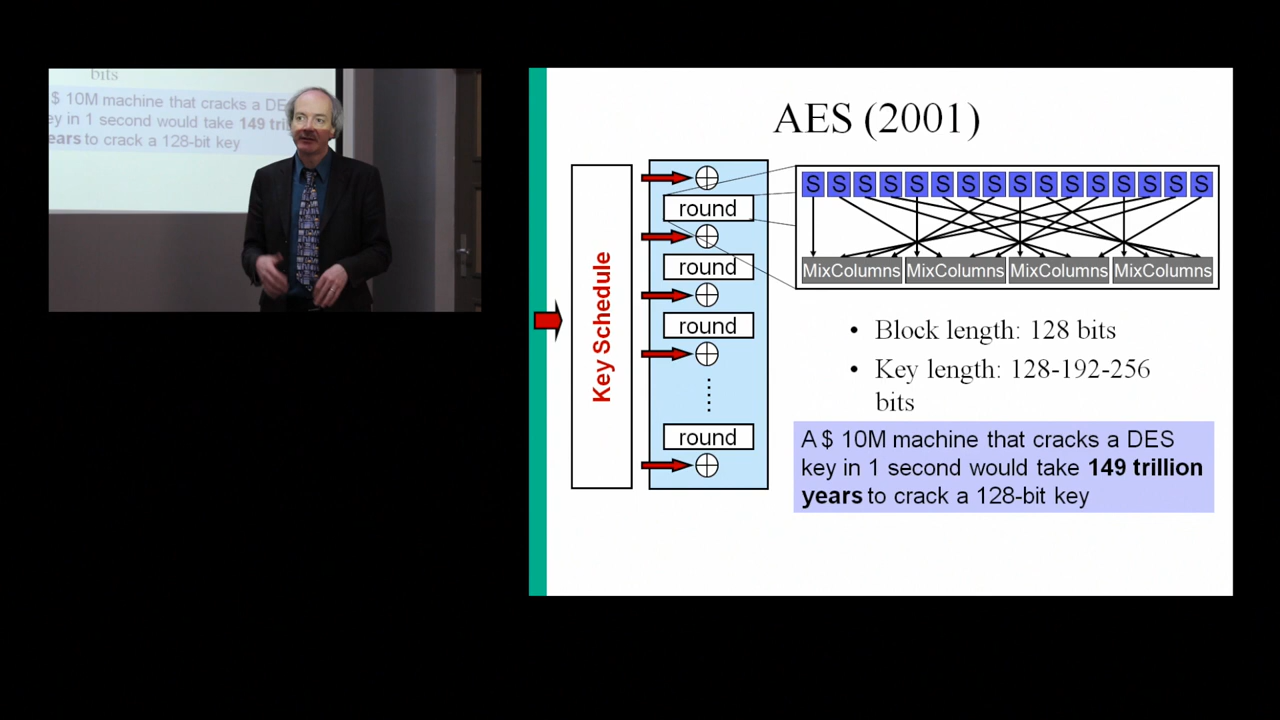 bits
$ 10M machine that cracks a DE
ey in 1 second would take 149 tri
ears to crack a 128-bit key
AES (2001)
Key Schedule
round
round
round
round
S S S S S S S S S S S S S S S S
MixColumns MixColumns MixColumns MixColumns
• Block length: 128 bits
• Key length: 128-192-256
bits
A $ 10M machine that cracks a DES
key in 1 second would take 149 trillion
years to crack a 128-bit key